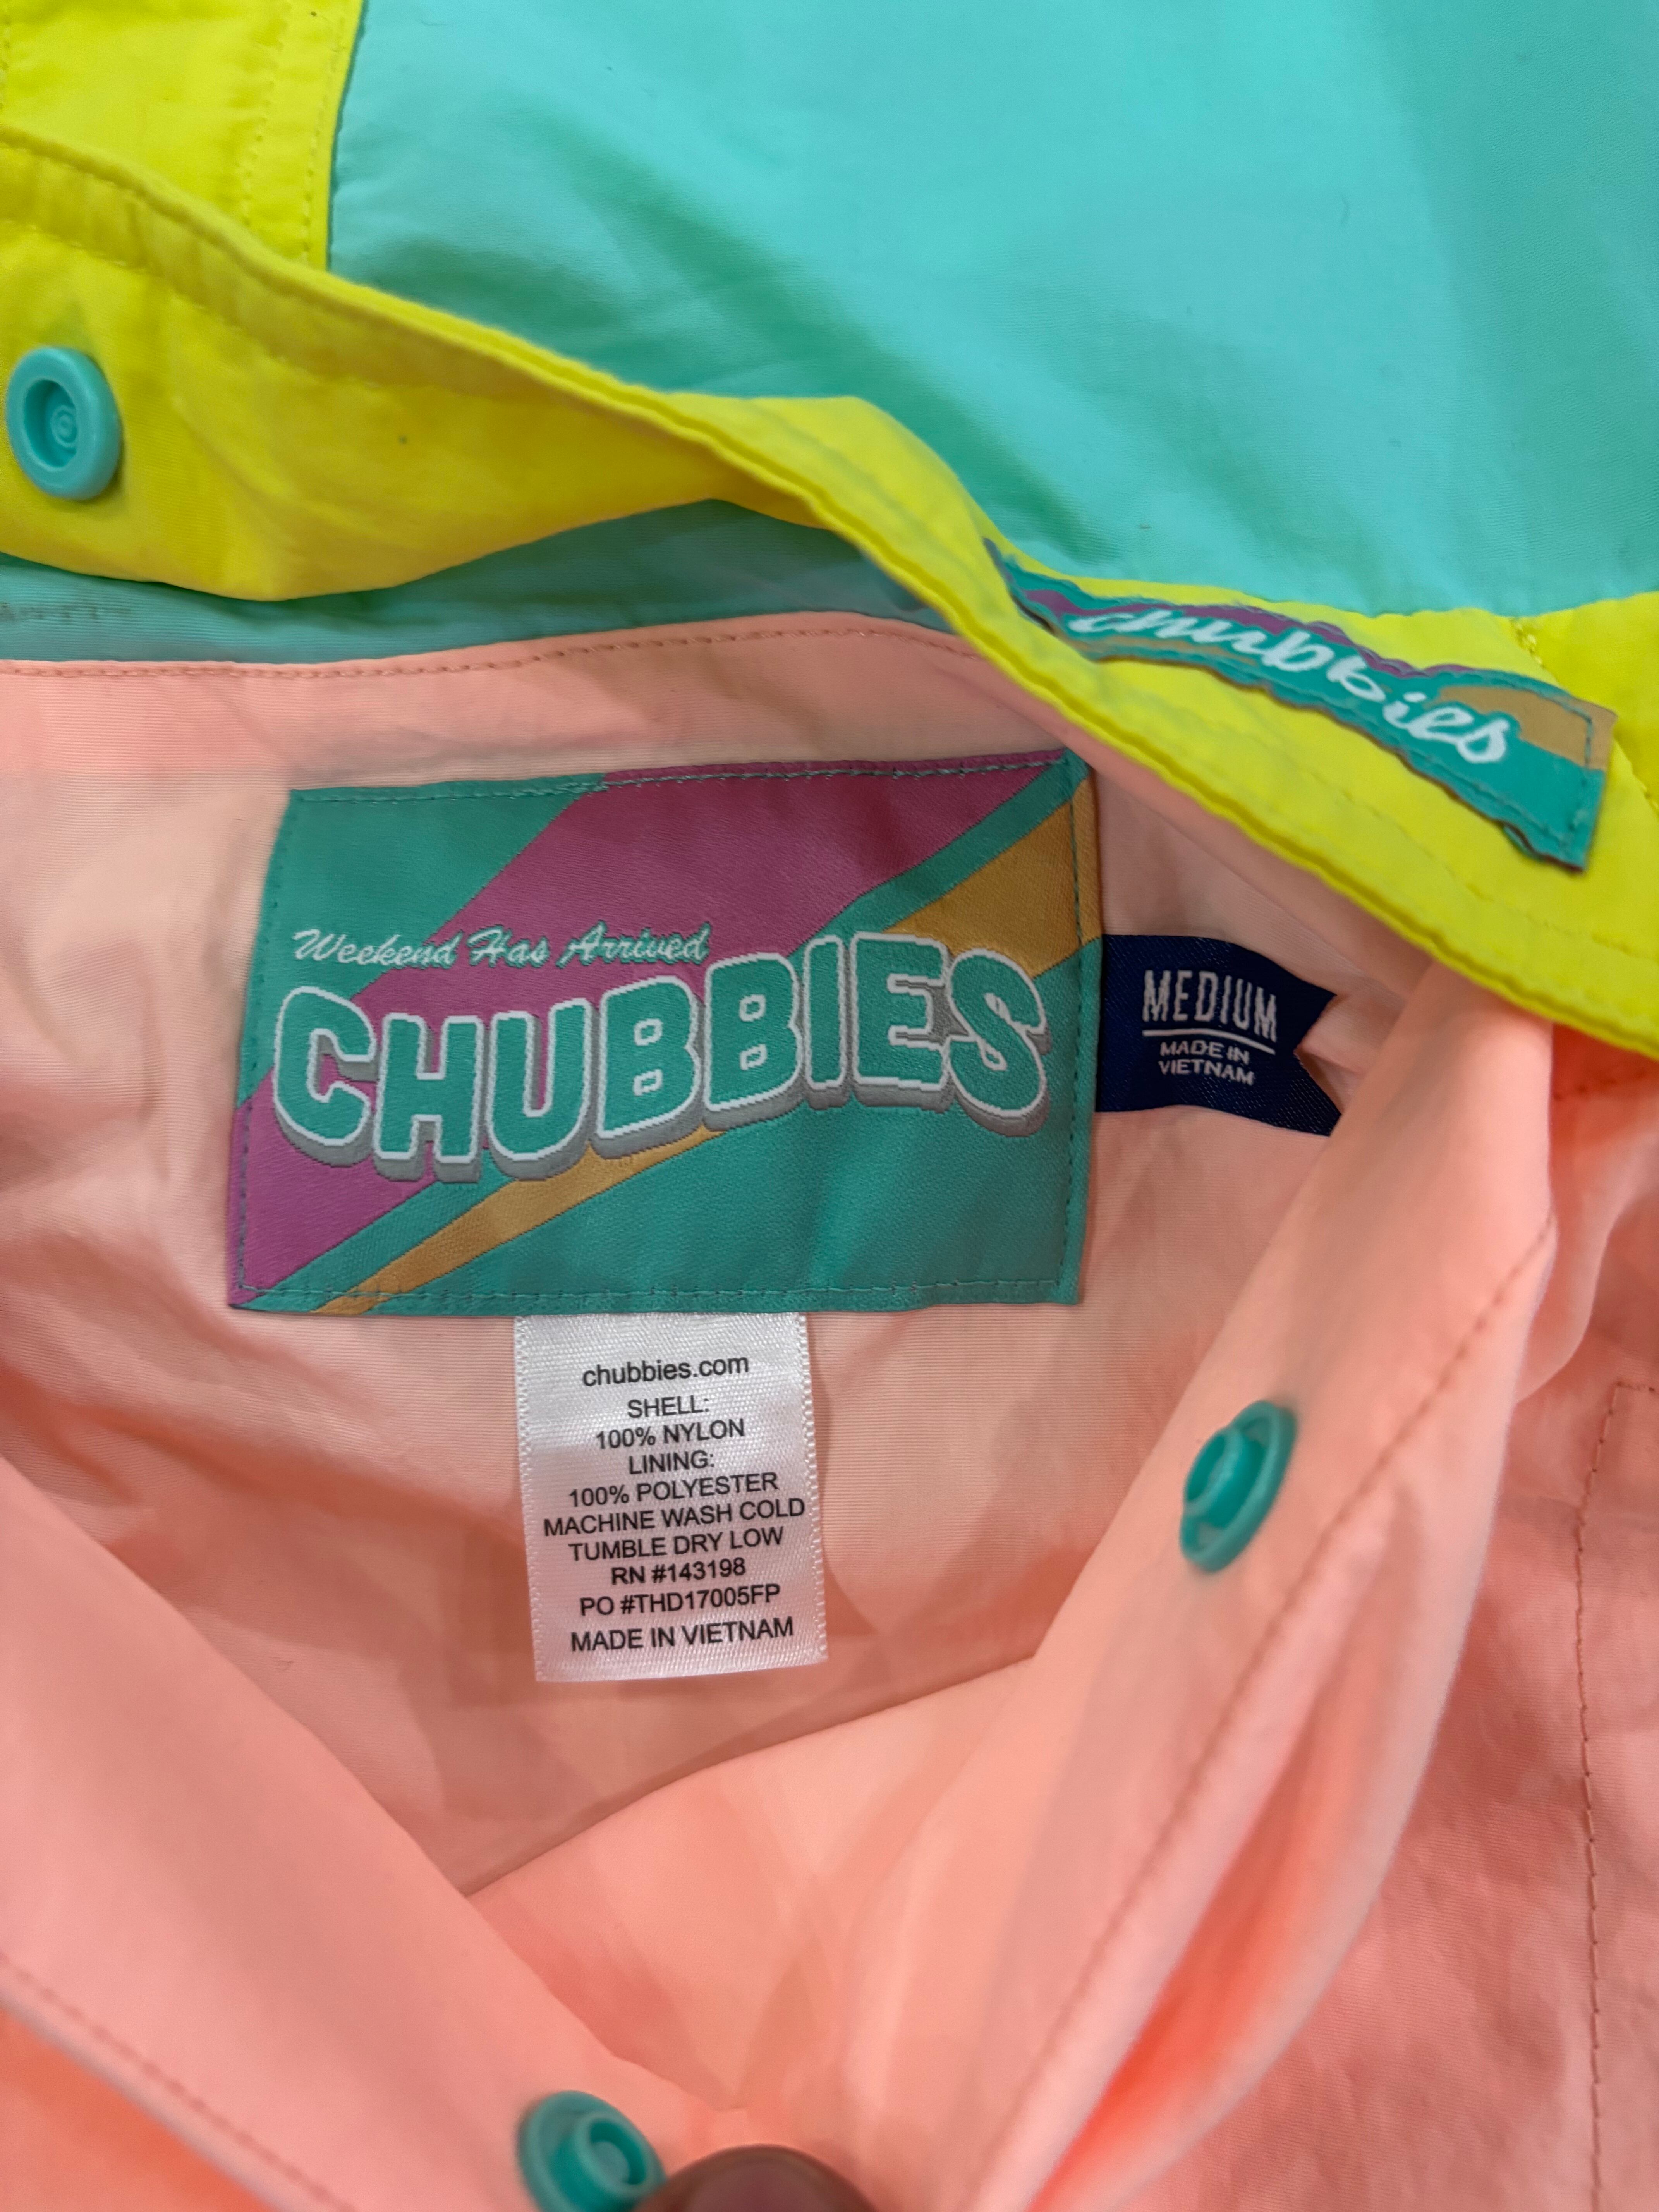 chubbies
Weekend Has Arrived
CHUBBIES
MEDIUM
MADE IN
VIETNAM
chubbies.com
SHELL:
100% NYLON
LINING:
100% POLYESTER
MACHINE WASH COLD
TUMBLE DRY LOW
RN #143198
PO #THD17005FP
MADE IN VIETNAM